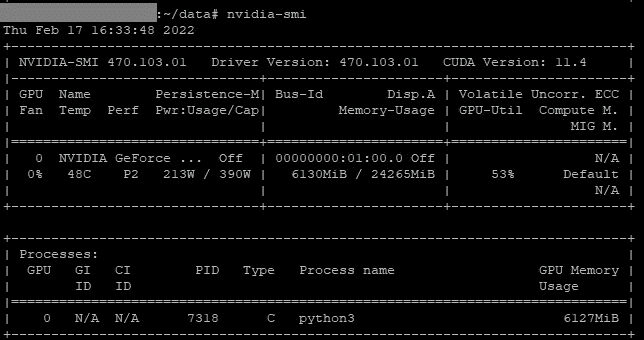 :~/data# nvidia-smi
Thu Feb 17 16:33:48 2022
+-----------------------------------------------------------------------------+
| NVIDIA-SMI 470.103.01   Driver Version: 470.103.01   CUDA Version: 11.4     |
|-------------------------------+----------------------+----------------------+
| GPU  Name        Persistence-M| Bus-Id        Disp.A | Volatile Uncorr. ECC |
| Fan  Temp  Perf  Pwr:Usage/Cap|         Memory-Usage | GPU-Util  Compute M. |
|                               |                      |               MIG M. |
|===============================+======================+======================|
|   0  NVIDIA GeForce ...  Off  | 00000000:01:00.0 Off |                  N/A |
|  0%   48C    P2   213W / 390W |   6130MiB / 24265MiB |     53%      Default |
|                               |                      |                  N/A |
+-------------------------------+----------------------+----------------------+
+-----------------------------------------------------------------------------+
| Processes:                                                                  |
|  GPU   GI   CI        PID   Type   Process name                  GPU Memory |
|        ID   ID                                                   Usage      |
|=============================================================================|
|    0   N/A  N/A      7318      C   python3                          6127MiB |
+-----------------------------------------------------------------------------+